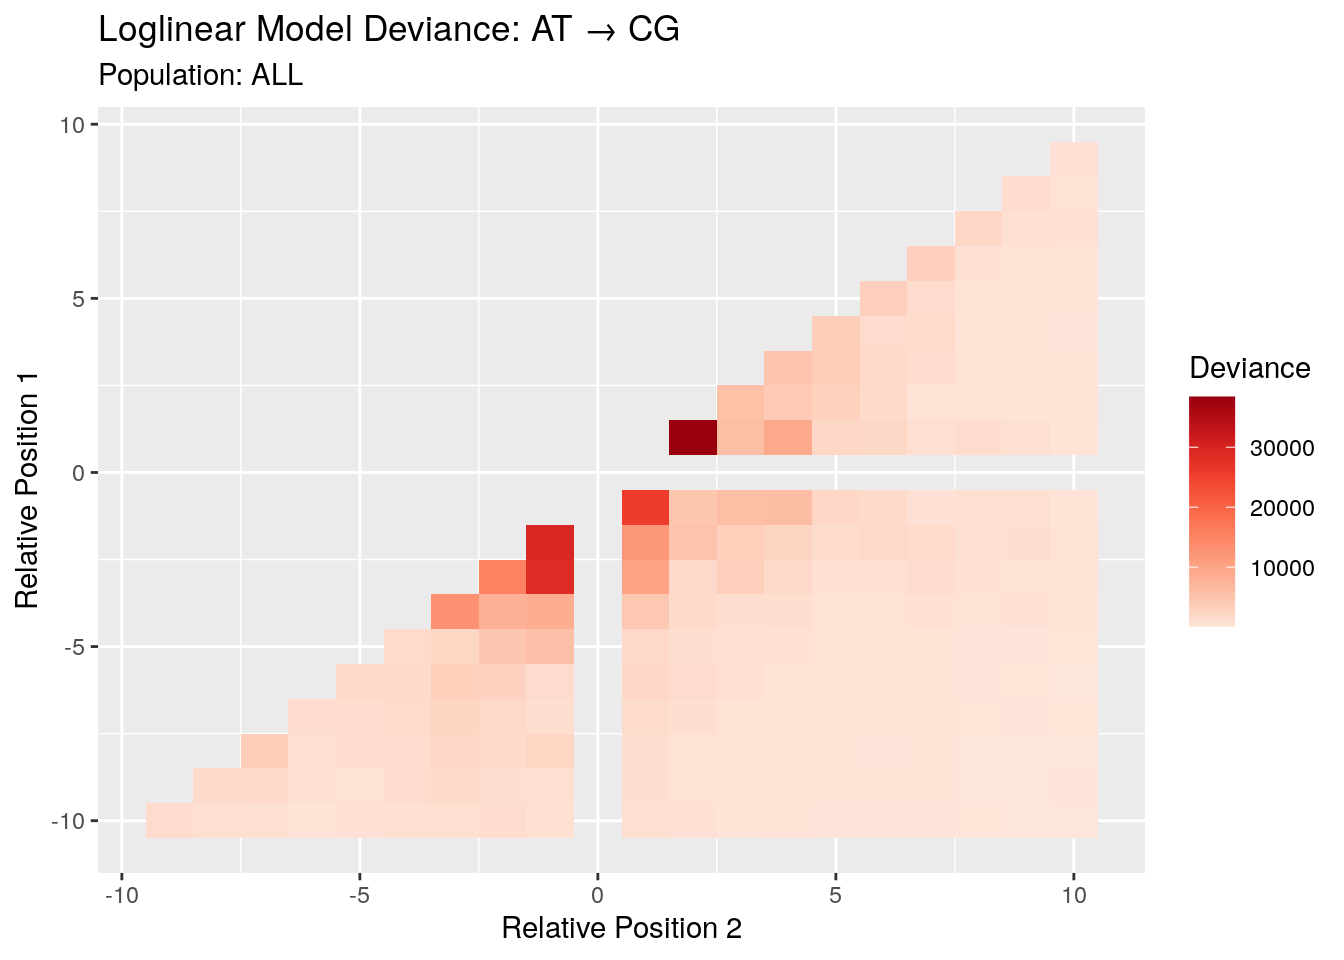 Loglinear Model Deviance: AT → CG
Population: ALL
10
5
0
-5
-10
Relative Position 1
-10
-5
0
5
10
Relative Position 2
Deviance
30000
20000
10000